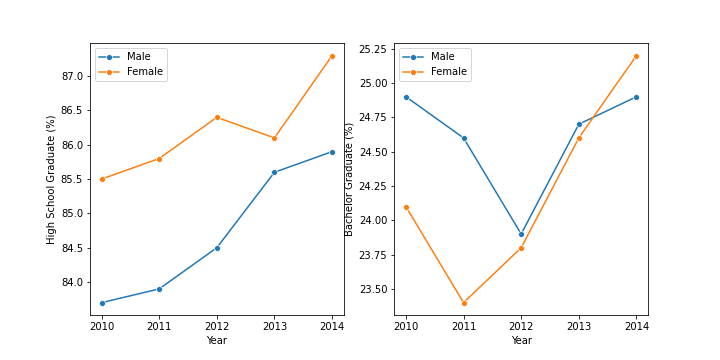 Male
Female
87.0
86.5
86.0
85.5
85.0
84.5
84.0
High School Graduate (%)
2010 2011 2012 2013 2014
Year
Male
Female
25.25
25.00
24.75
24.50
24.25
24.00
23.75
23.50
Bachelor Graduate (%)
2010 2011 2012 2013 2014
Year